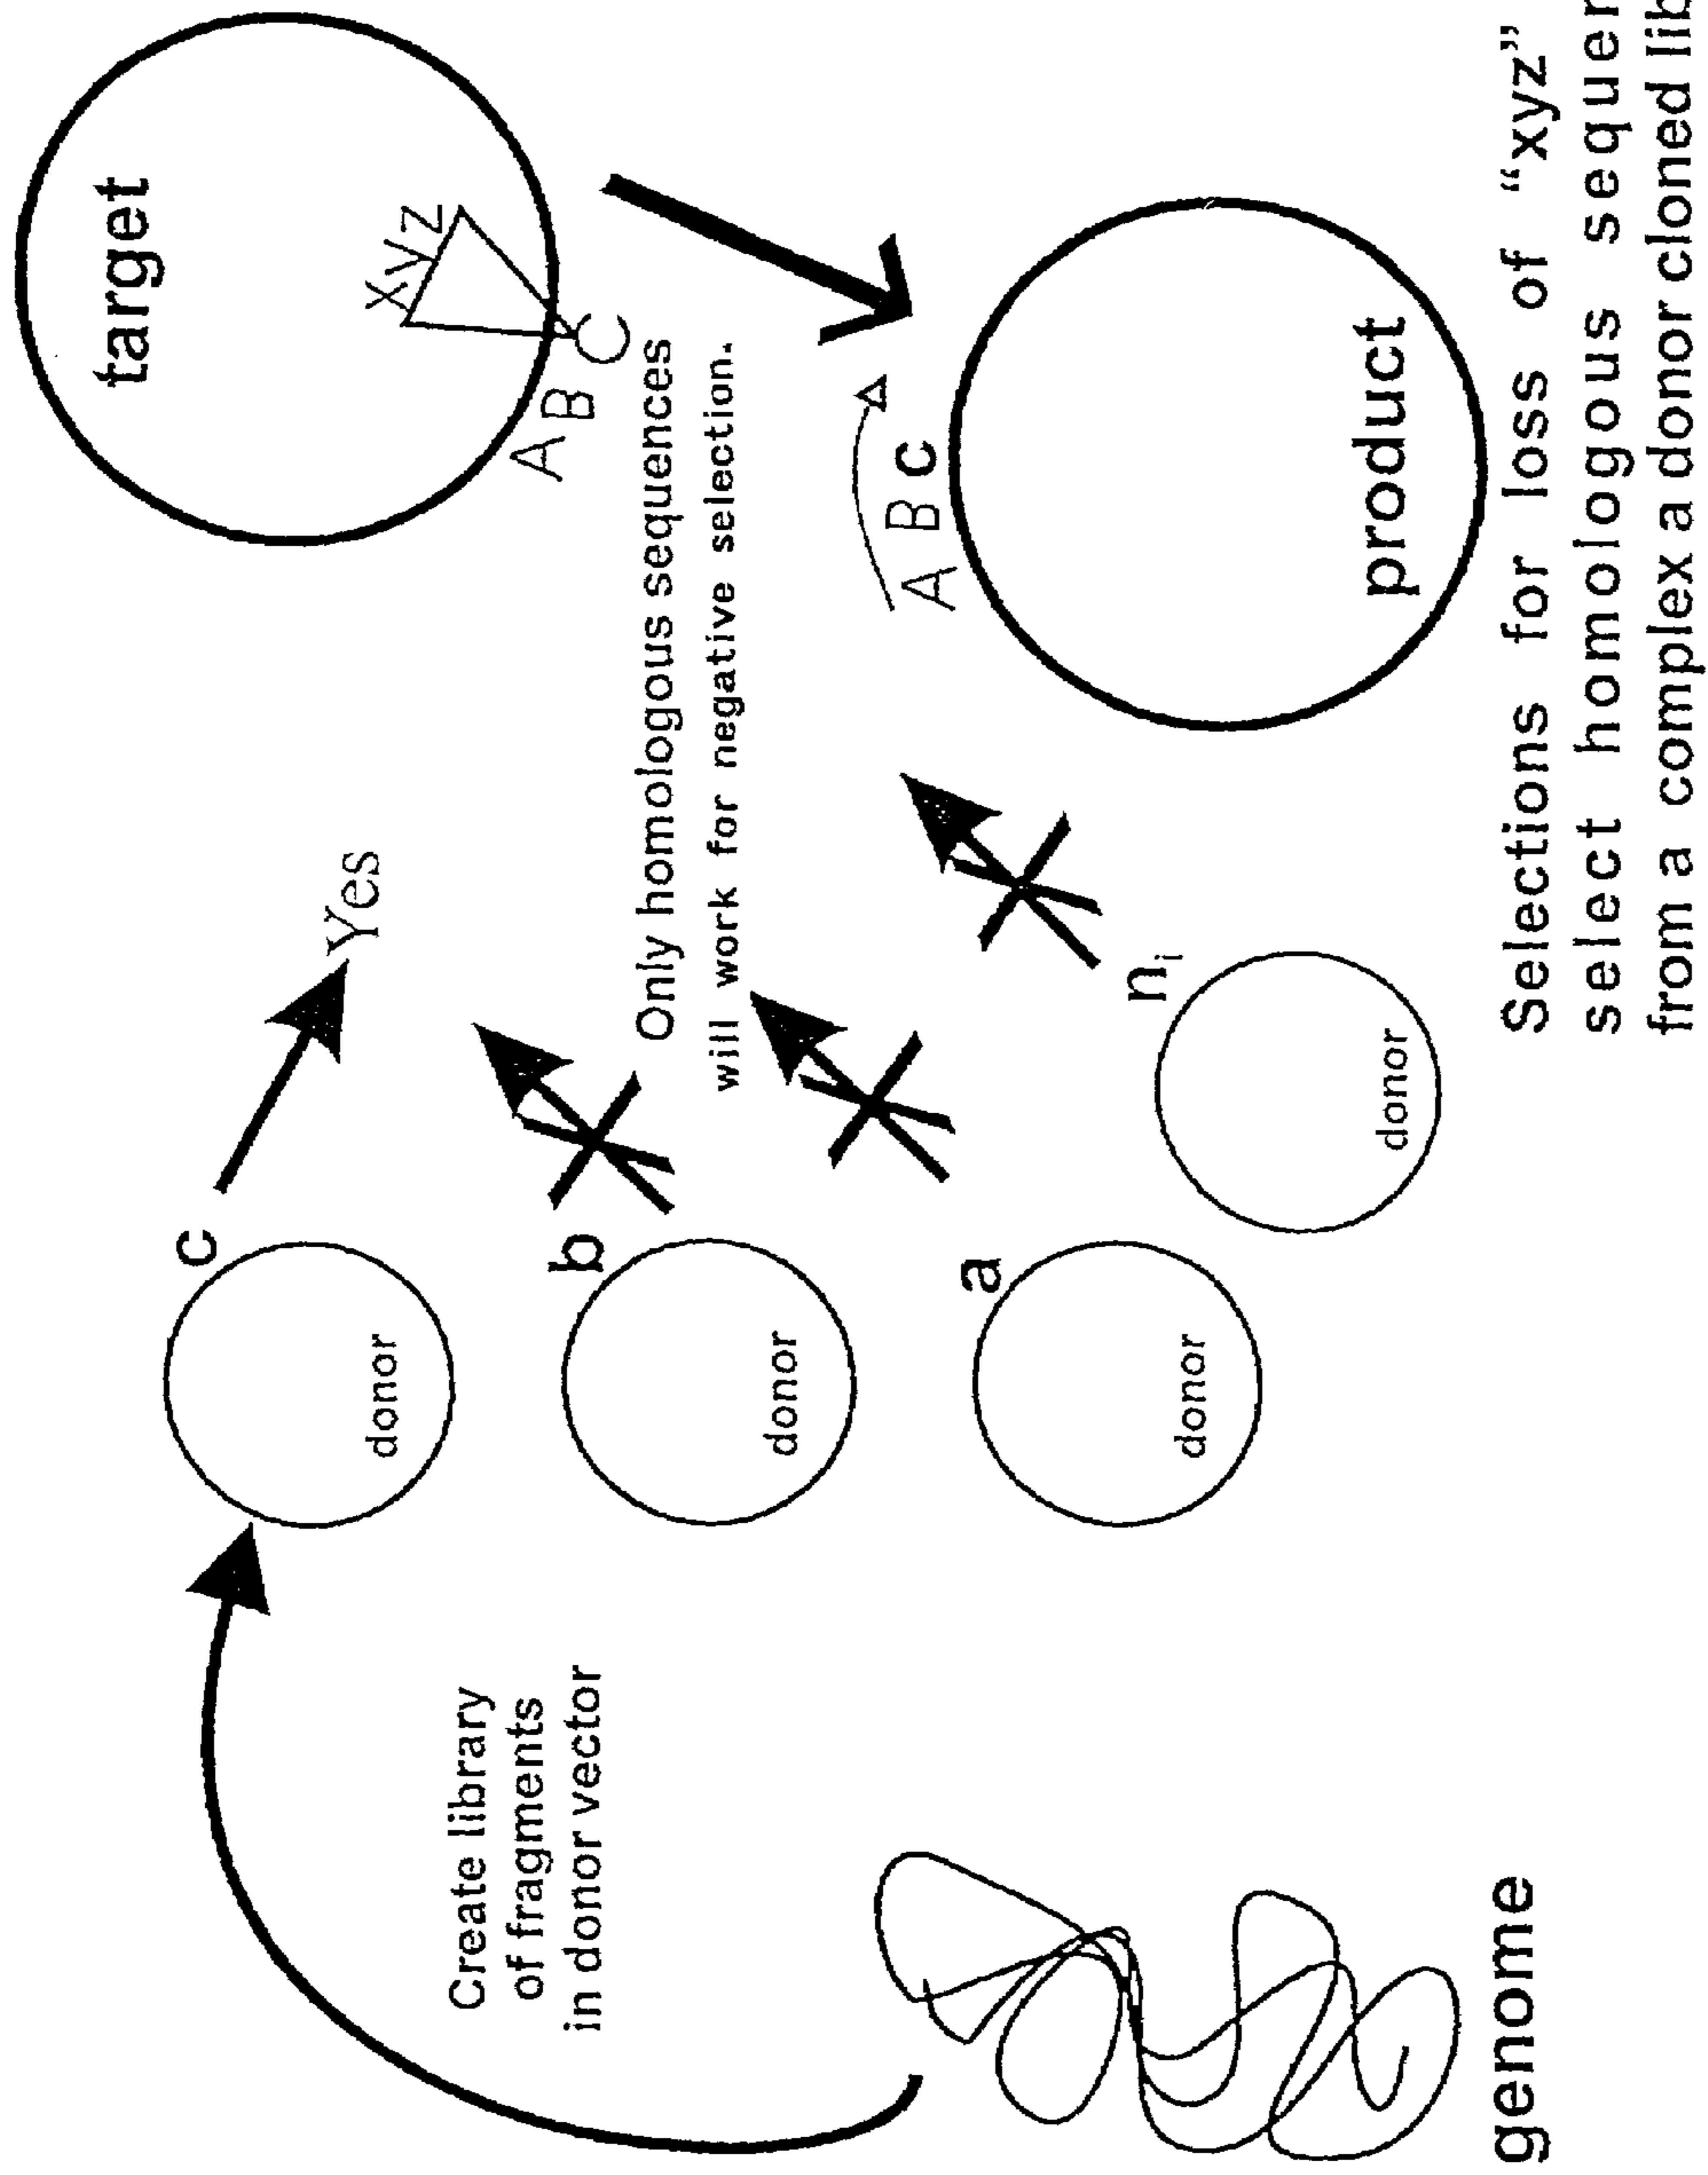 target
c
Yes
donor
xyz
A B C
Create library
of fragments
in donor vector
b
donor
Only homologous sequences
will work for negative selection.
A B c
a
donor
n i
donor
product
genome
Selections for loss of “xyz”
select homologous sequen
from a complex a donor cloned lib